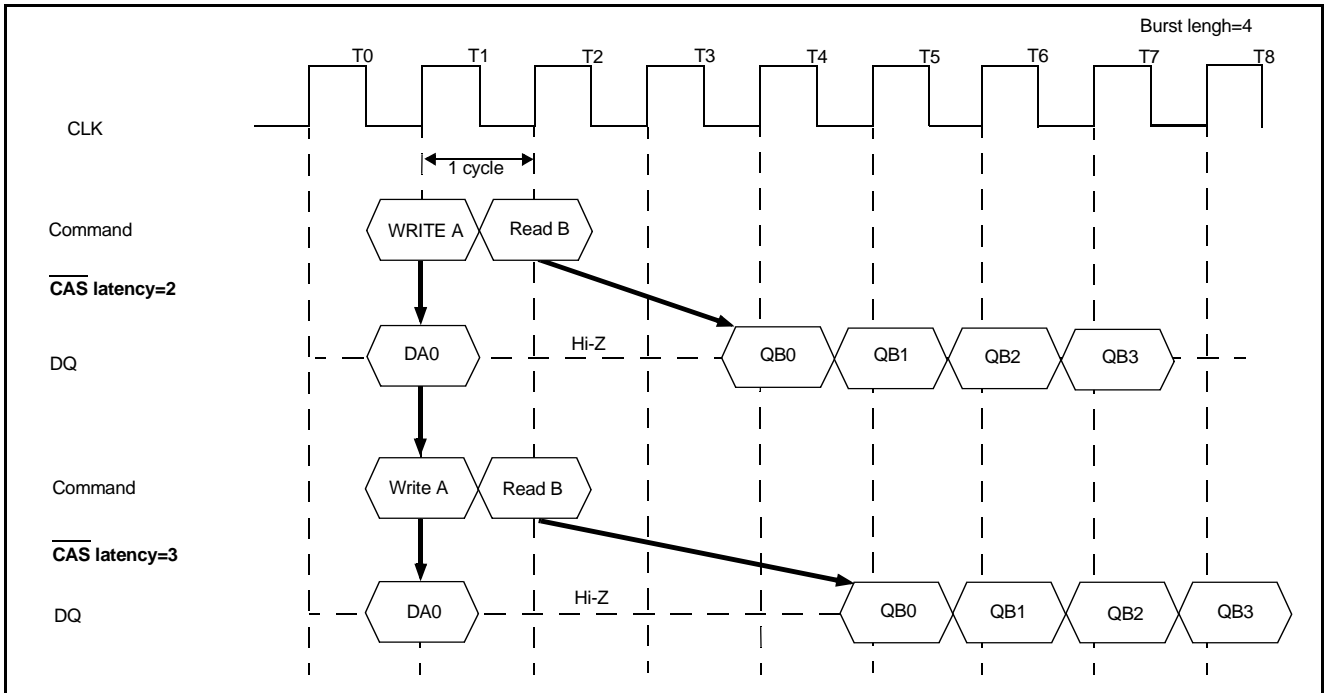 Burst lengh=4
T0 T1 T2 T3 T4 T5 T6 T7 T8
CLK
1 cycle
Command WRITE A Read B
CAS latency=2
DQ DA0 Hi-Z QB0 QB1 QB2 QB3
Command Write A Read B
CAS latency=3
DQ DA0 Hi-Z QB0 QB1 QB2 QB3